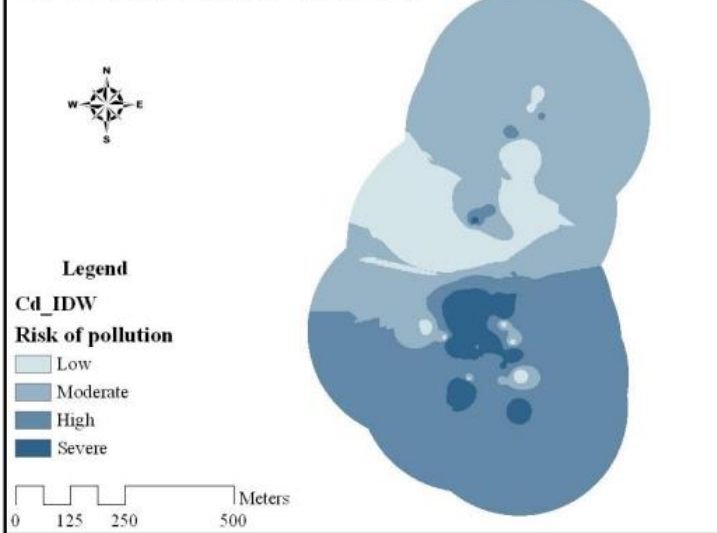 N
W E
S
Legend
Cd_IDW
Risk of pollution
Low
Moderate
High
Severe
Meters
0 125 250 500